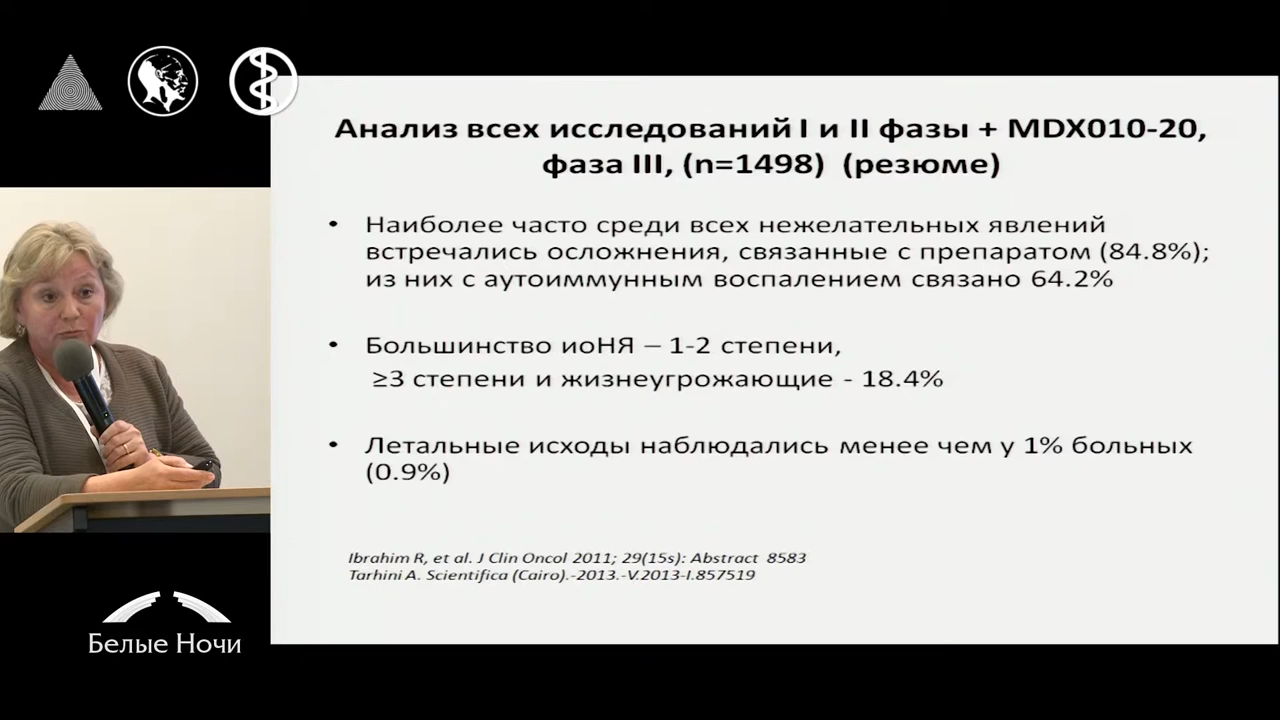 Анализ всех исследований I и II фазы + MDX010-20,
фаза III, (n=1498) (резюме)
• Наиболее часто среди всех нежелательных явлений
встречались осложнения, связанные с препаратом (84.8%);
из них с аутоиммунным воспалением связано 64.2%
• Большинство иоНЯ – 1-2 степени,
≥3 степени и жизнеугрожающие - 18.4%
• Летальные исходы наблюдались менее чем у 1% больных
(0.9%)
Ibrahim R, et al. J Clin Oncol 2011; 29(15s): Abstract 8583
Tarhini A. Scientifica (Cairo).-2013.-V.2013-I.857519
Белые Ночи